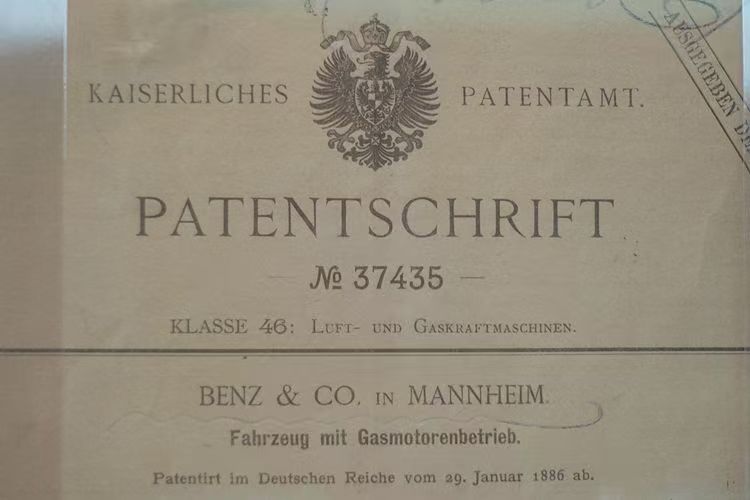 KAISERLICHES PATENTAMT.
AUSGEGEBEN DEN
PATENTSCHRIFT
№ 37435
KLASSE 46: LUFT- UND GASKRAFTMASCHINEN.
BENZ & CO. IN MANNHEIM.
Fahrzeug mit Gasmotorenbetrieb.
Patentirt im Deutschen Reiche vom 29. Januar 1886 ab.